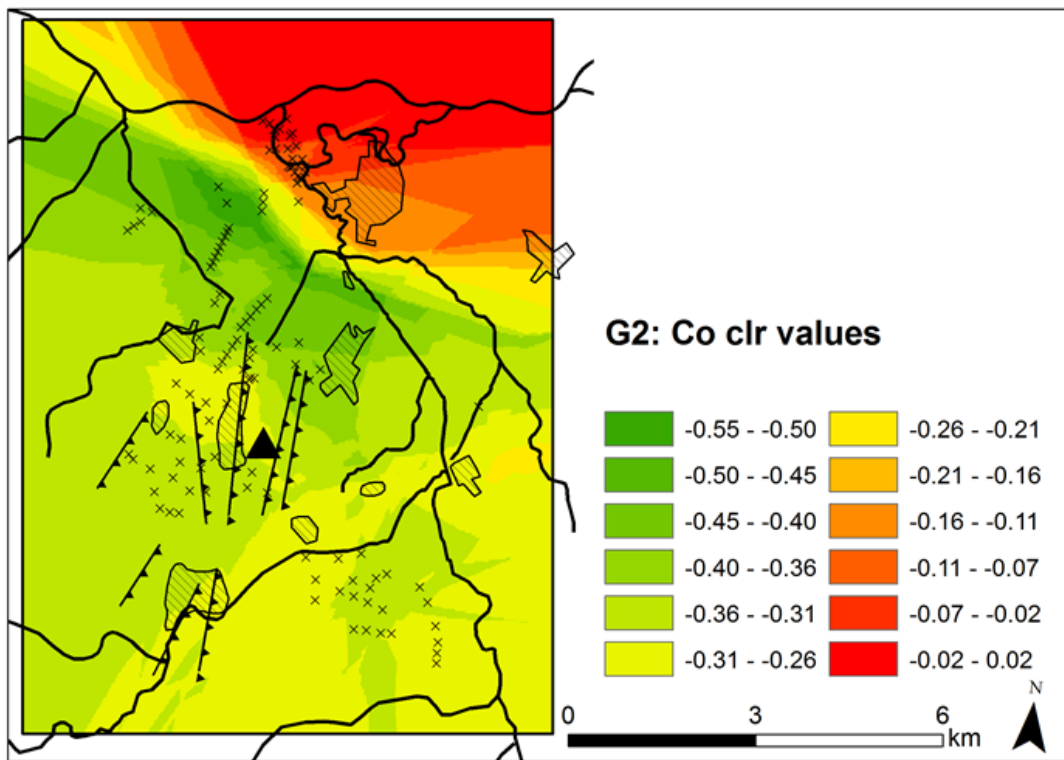 G2: Co clr values
-0.55 - -0.50
-0.50 - -0.45
-0.45 - -0.40
-0.40 - -0.36
-0.36 - -0.31
-0.31 - -0.26
-0.26 - -0.21
-0.21 - -0.16
-0.16 - -0.11
-0.11 - -0.07
-0.07 - -0.02
-0.02 - 0.02
N
0 3 6
km